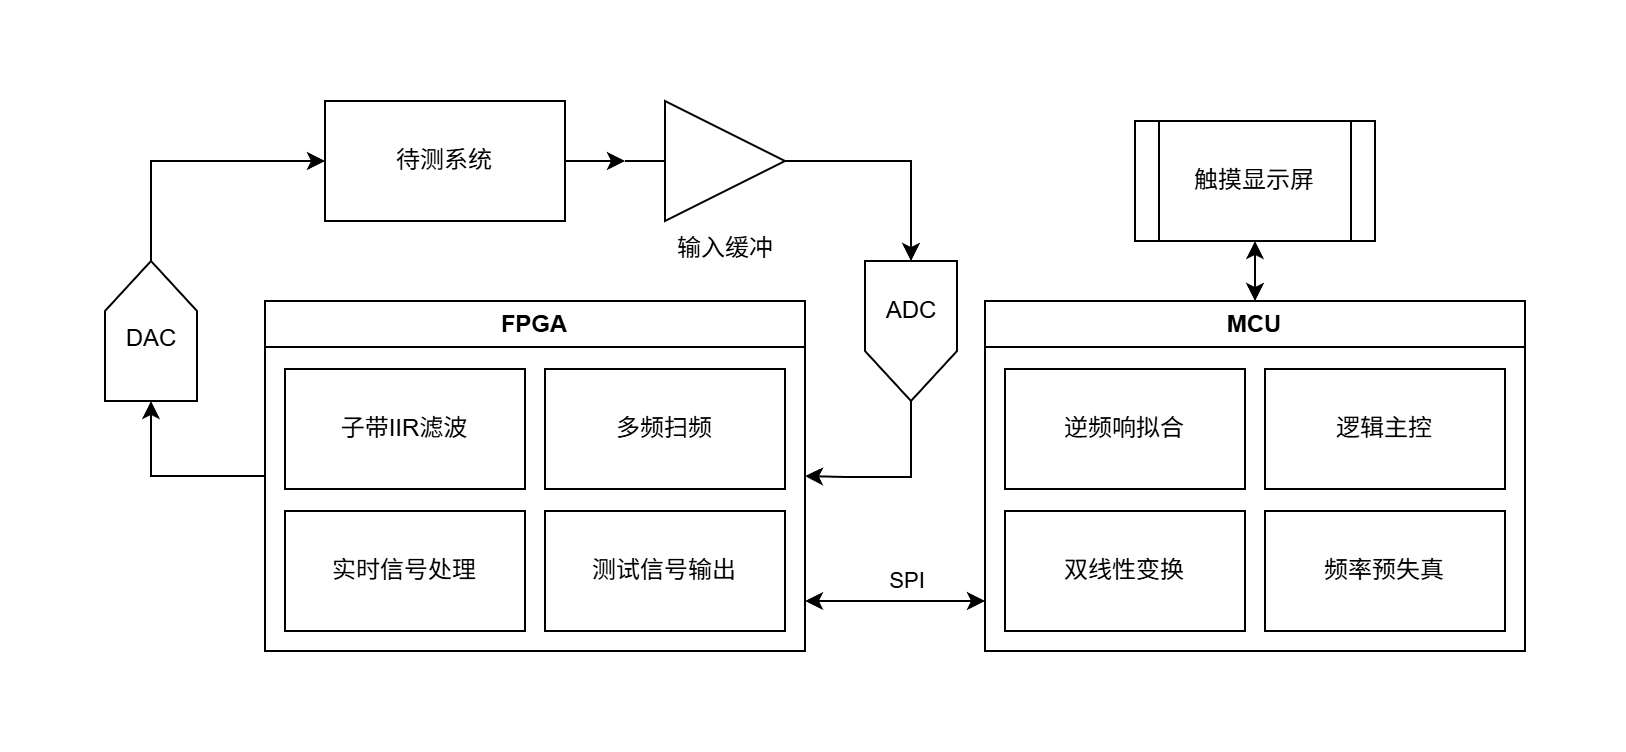 待测系统
触摸显示屏
输入缓冲
DAC
ADC
FPGA
子带IIR滤波
多频扫频
实时信号处理
测试信号输出
SPI
MCU
逆频响拟合
逻辑主控
双线性变换
频率预失真